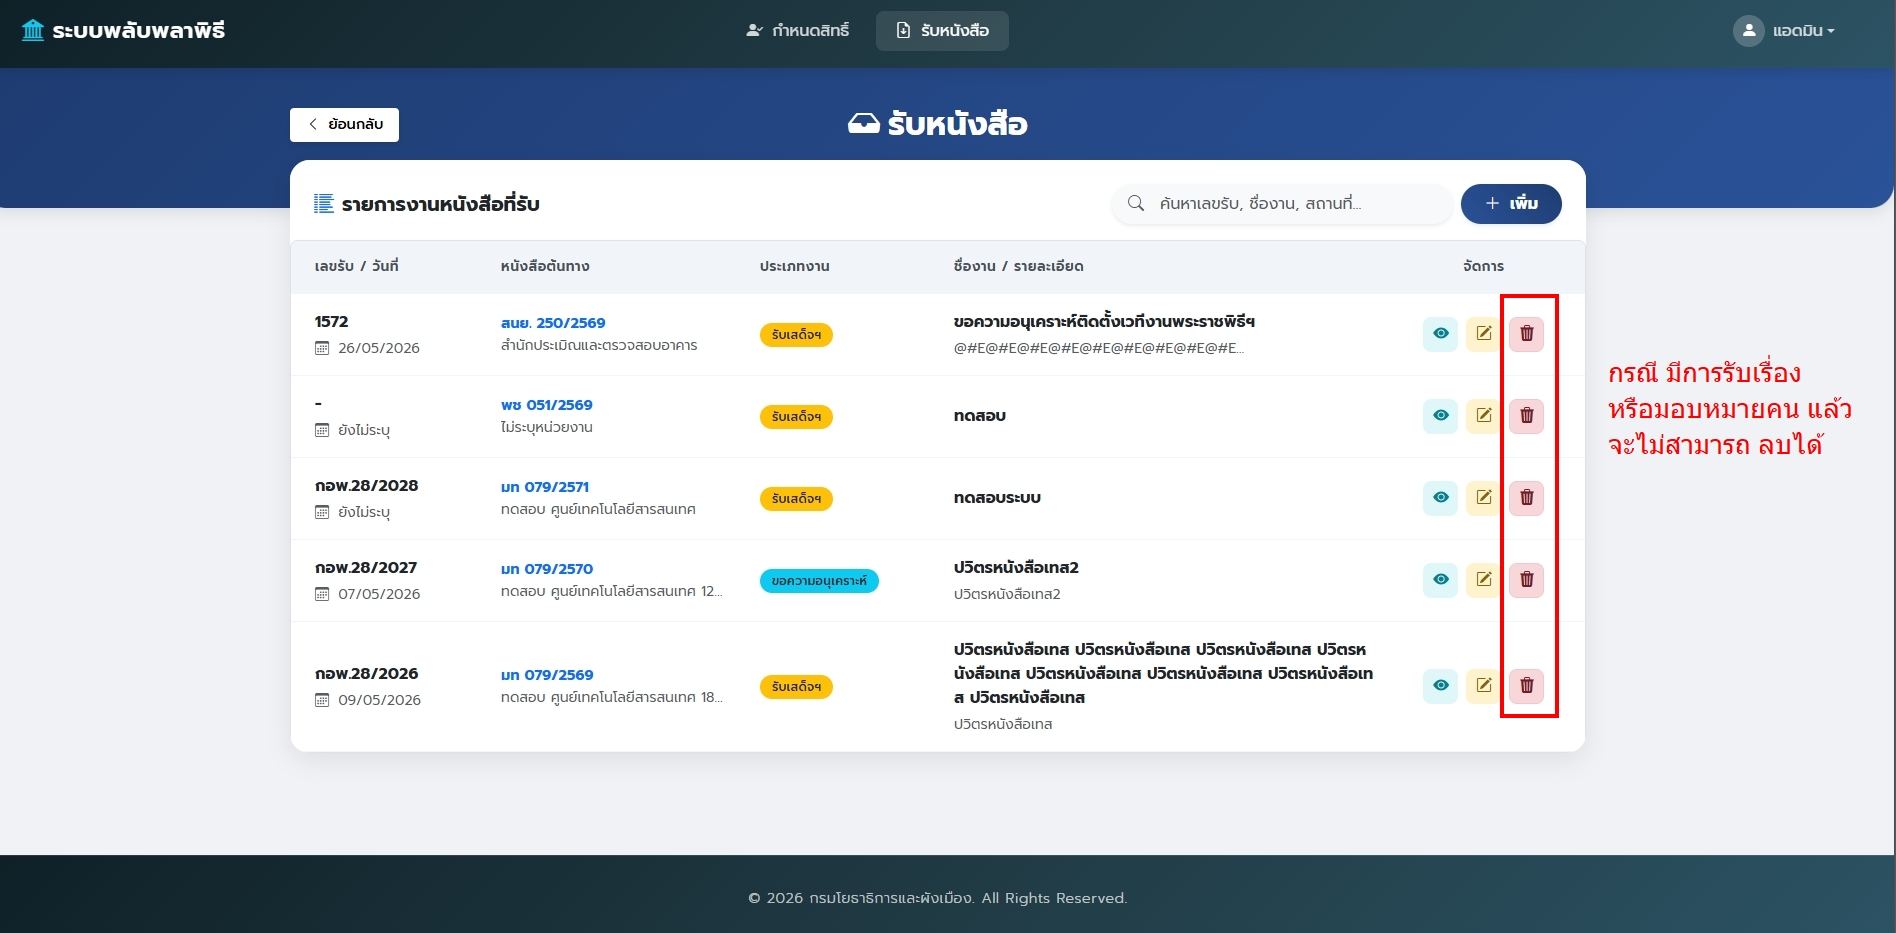 ระบบพลับพลาพิธี
กำหนดสิทธิ์
รับหนังสือ
แอดมิน
ย้อนกลับ
รับหนังสือ
รายการงานหนังสือที่รับ
ค้นหาเลขรับ, ชื่องาน, สถานที่...
เพิ่ม
เลขรับ / วันที่ หนังสือต้นทาง ประเภทงาน ชื่องาน / รายละเอียด จัดการ
1572
26/05/2026
สนย. 250/2569
สำนักประเมิณและตรวจสอบอาคาร
รับเสด็จฯ
ขอความอนุเคราะห์ติดตั้งเวทีงานพระราชพิธีฯ
@#E@#E@#E@#E@#E@#E@#E@#E@#E...
-
ยังไม่ระบุ
พช 051/2569
ไม่ระบุหน่วยงาน
รับเสด็จฯ
ทดสอบ
กอพ.28/2028
ยังไม่ระบุ
มท 079/2571
ทดสอบ ศูนย์เทคโนโลยีสารสนเทศ
รับเสด็จฯ
ทดสอบระบบ
กอพ.28/2027
07/05/2026
มท 079/2570
ทดสอบ ศูนย์เทคโนโลยีสารสนเทศ 12...
ขอความอนุเคราะห์
ปวิตรหนังสือเทส2
ปวิตรหนังสือเทส2
กอพ.28/2026
09/05/2026
มท 079/2569
ทดสอบ ศูนย์เทคโนโลยีสารสนเทศ 18...
รับเสด็จฯ
ปวิตรหนังสือเทส ปวิตรหนังสือเทส ปวิตรหนังสือเทส ปวิตรห
นังสือเทส ปวิตรหนังสือเทส ปวิตรหนังสือเทส ปวิตรหนังสือเท
ส ปวิตรหนังสือเทส
ปวิตรหนังสือเทส
กรณี มีการรับเรื่อง
หรือมอบหมายคน แล้ว
จะไม่สามารถ ลบได้
© 2026 กรมโยธาธิการและผังเมือง. All Rights Reserved.